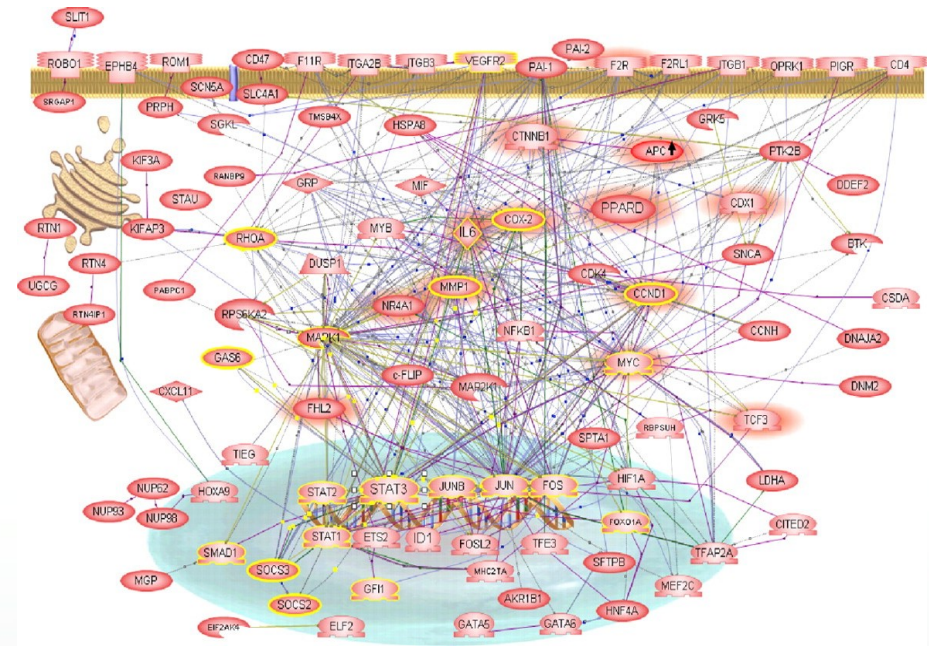 SLIT1
ROBO1
EPHB4
ROM1
CD47
F11R
ITGA2B
ITGB3
VEGFR2
PAI-1
PAI-2
F2R
F2RL1
ITGB1
OPRK1
PIGR
CD4
SRGAP1
PRPH
SCN5A
SLC4A1
SGKL
TMSB4X
HSPA8
CTNNB1
APC
GRK5
PTK2B
KIF3A
RANBP9
GRP
MIF
DDEF2
STAU
PPARD
CDX1
RTN1
KIFAP3
RHOA
MYB
IL6
COX-2
SNCA
BTK
RTN4
DUSP1
CDK4
UGCG
PABPC1
NR4A1
MMP1
CCND1
CSDA
RTN4IP1
RPS6KA2
MAPK1
NFKB1
CCNH
DNAJA2
GAS6
MYC
c-FLIP
MAP2K1
DNM2
CXCL11
FHL2
TCF3
RBPSUH
SPTA1
TIEG
HIF1A
LDHA
NUP62
HOXA9
STAT2
STAT3
JUNB
JUN
FOS
NUP93
NUP98
FOXO1A
CITED2
STAT1
ETS2
ID1
FOSL2
TFE3
SMAD1
TFAP2A
SOCS3
MHC2TA
SFTPB
MGP
GFI1
MEF2C
SOCS2
AKR1B1
HNF4A
EIF2AK4
ELF2
GATA5
GATA6